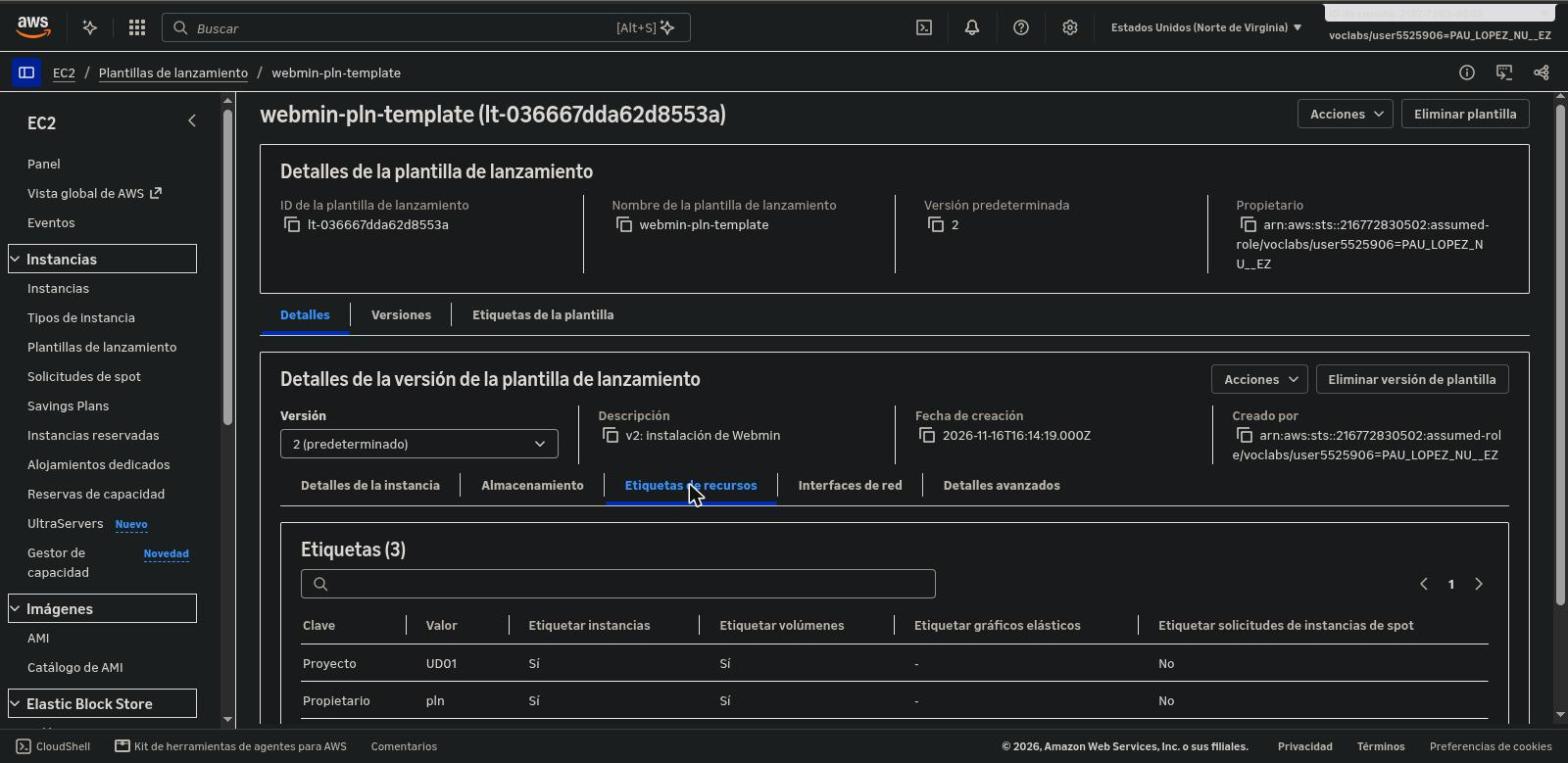 aws
Buscar
[Alt+S]
Estados Unidos (Norte de Virginia)
voclabs/user5525906=PAU_LOPEZ_NU__EZ
EC2 / Plantillas de lanzamiento / webmin-pln-template
EC2
Panel
Vista global de AWS
Eventos
Instancias
Instancias
Tipos de instancia
Plantillas de lanzamiento
Solicitudes de spot
Savings Plans
Instancias reservadas
Alojamientos dedicados
Reservas de capacidad
UltraServers Nuevo
Gestor de capacidad Novedad
Imágenes
AMI
Catálogo de AMI
Elastic Block Store
webmin-pln-template (lt-036667dda62d8553a)
Acciones
Eliminar plantilla
Detalles de la plantilla de lanzamiento
ID de la plantilla de lanzamiento
lt-036667dda62d8553a
Nombre de la plantilla de lanzamiento
webmin-pln-template
Versión predeterminada
2
Propietario
arn:aws:sts::216772830502:assumed-
role/voclabs/user5525906=PAU_LOPEZ_N
U__EZ
Detalles
Versiones
Etiquetas de la plantilla
Detalles de la versión de la plantilla de lanzamiento
Acciones
Eliminar versión de plantilla
Versión
2 (predeterminado)
Descripción
v2: instalación de Webmin
Fecha de creación
2026-11-16T16:14:19.000Z
Creado por
arn:aws:sts::216772830502:assumed-rol
e/voclabs/user5525906=PAU_LOPEZ_NU__EZ
Detalles de la instancia
Almacenamiento
Etiquetas de recursos
Interfaces de red
Detalles avanzados
Etiquetas (3)
1
Clave Valor Etiquetar instancias Etiquetar volúmenes Etiquetar gráficos elásticos Etiquetar solicitudes de instancias de spot
Proyecto UD01 Sí Sí - No
Propietario pln Sí Sí - No
CloudShell
Kit de herramientas de agentes para AWS
Comentarios
© 2026, Amazon Web Services, Inc. o sus filiales.
Privacidad
Términos
Preferencias de cookies